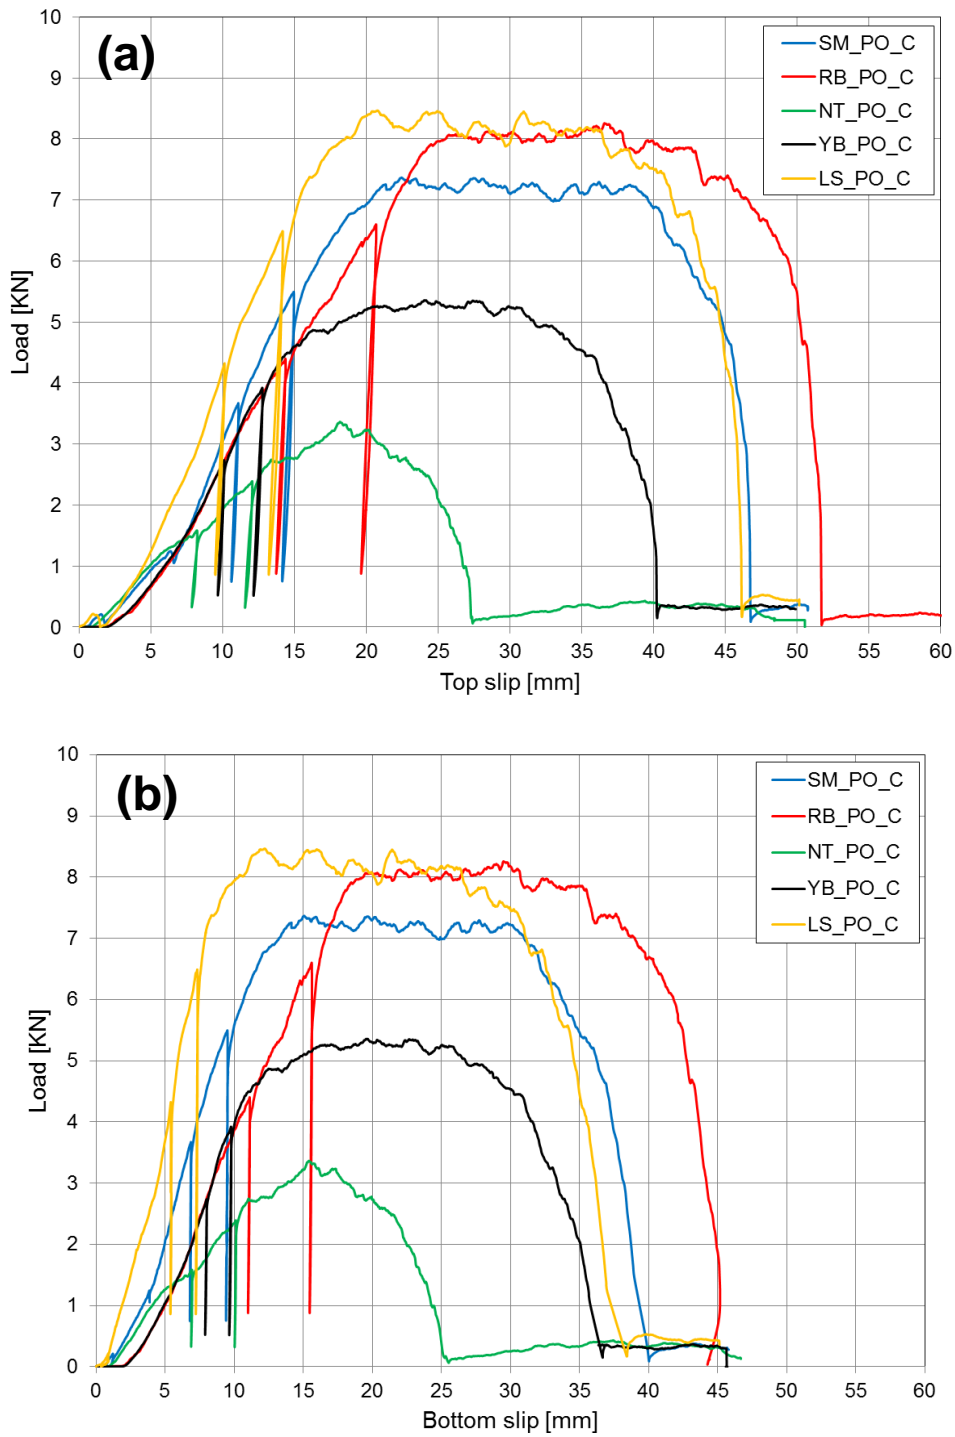 (a)
SM_PO_C
RB_PO_C
NT_PO_C
YB_PO_C
LS_PO_C
10
9
8
7
6
5
4
3
2
1
0
Load [KN]
0 5 10 15 20 25 30 35 40 45 50 55 60
Top slip [mm]
(b)
SM_PO_C
RB_PO_C
NT_PO_C
YB_PO_C
LS_PO_C
10
9
8
7
6
5
4
3
2
1
0
Load [KN]
0 5 10 15 20 25 30 35 40 45 50 55 60
Bottom slip [mm]